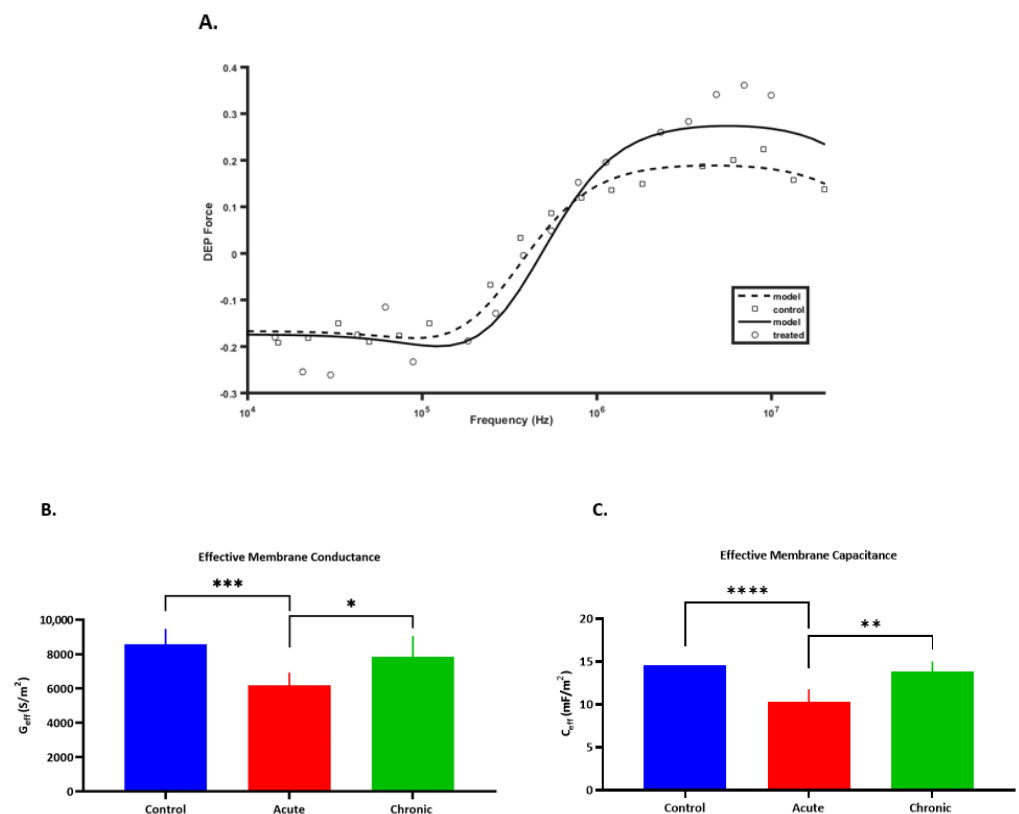 A.
0.4
0.3
0.2
0.1
0
-0.1
-0.2
-0.3
DEP Force
10^4
10^5
10^6
10^7
Frequency (Hz)
model
control
model
treated
B.
Effective Membrane Conductance
***
*
10,000
8000
6000
4000
2000
0
G_eff (S/m^2)
Control
Acute
Chronic
C.
Effective Membrane Capacitance
****
**
20
15
10
5
0
C_eff (mF/m^2)
Control
Acute
Chronic